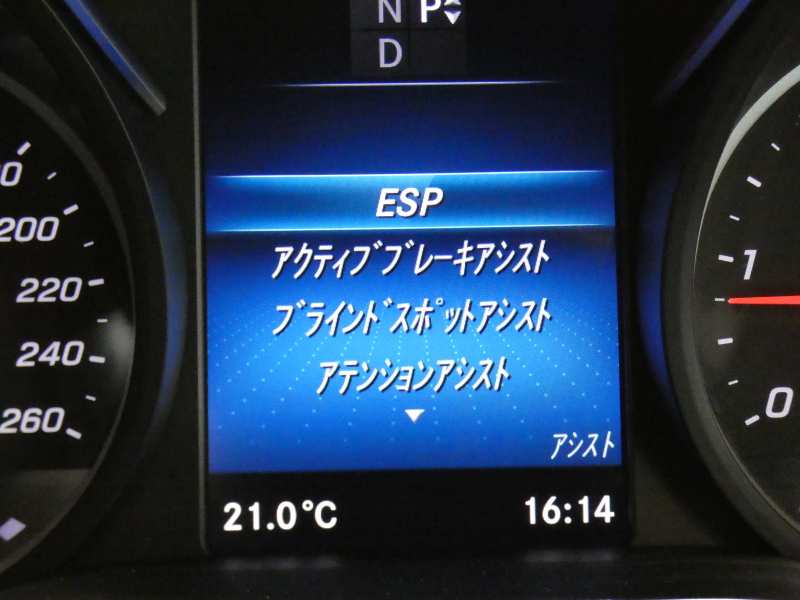 N P
D
ESP
アクティブブレーキアシスト
ブラインドスポットアシスト
アテンションアシスト
アシスト
21.0°C 16:14
200
220
240
260
1
0